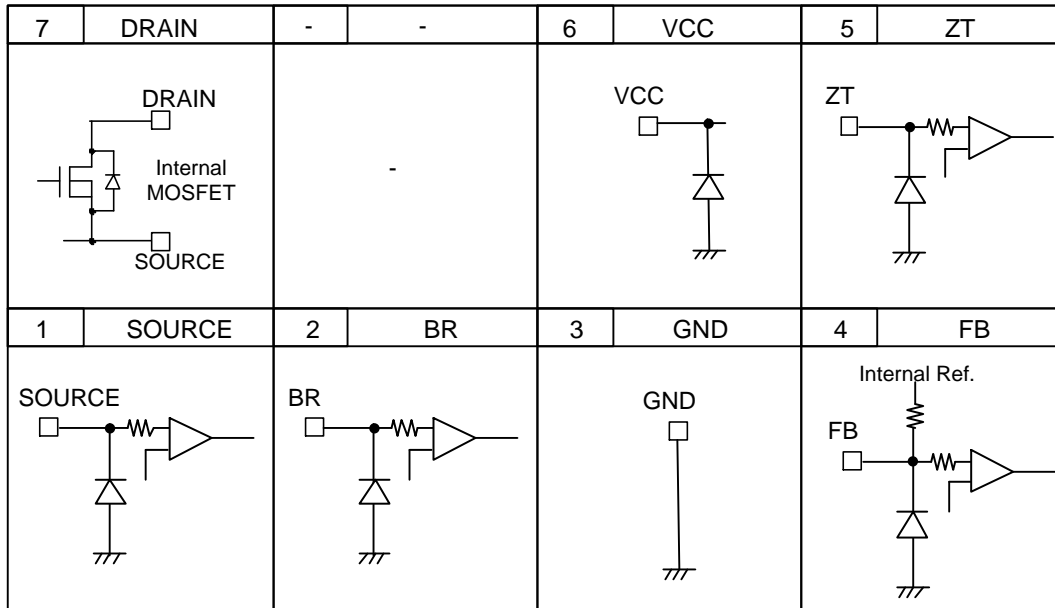 7 DRAIN - - 6 VCC 5 ZT
DRAIN
Internal
MOSFET
SOURCE
-
VCC
ZT
1 SOURCE 2 BR 3 GND 4 FB
SOURCE
BR
GND
Internal Ref.
FB